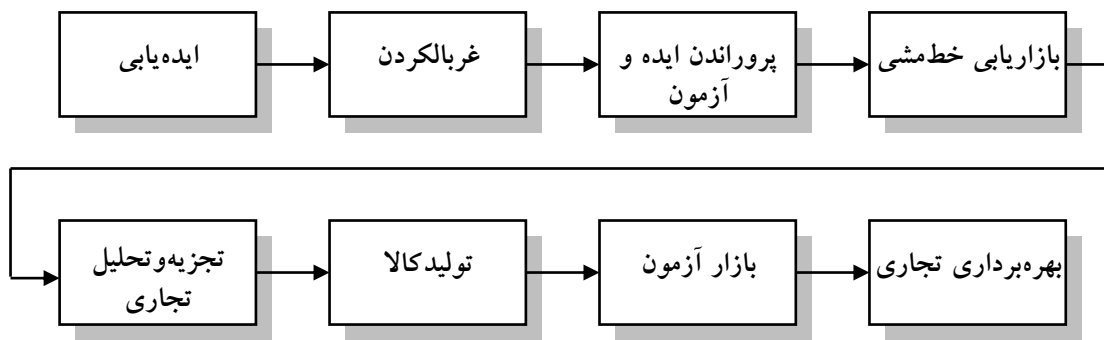 ایده‌یابی
غربالکردن
پروراندن ایده و
آزمون
بازاریابی خط‌مشی
تجزیه‌وتحلیل
تجاری
تولیدکالا
بازار آزمون
بهره‌برداری تجاری